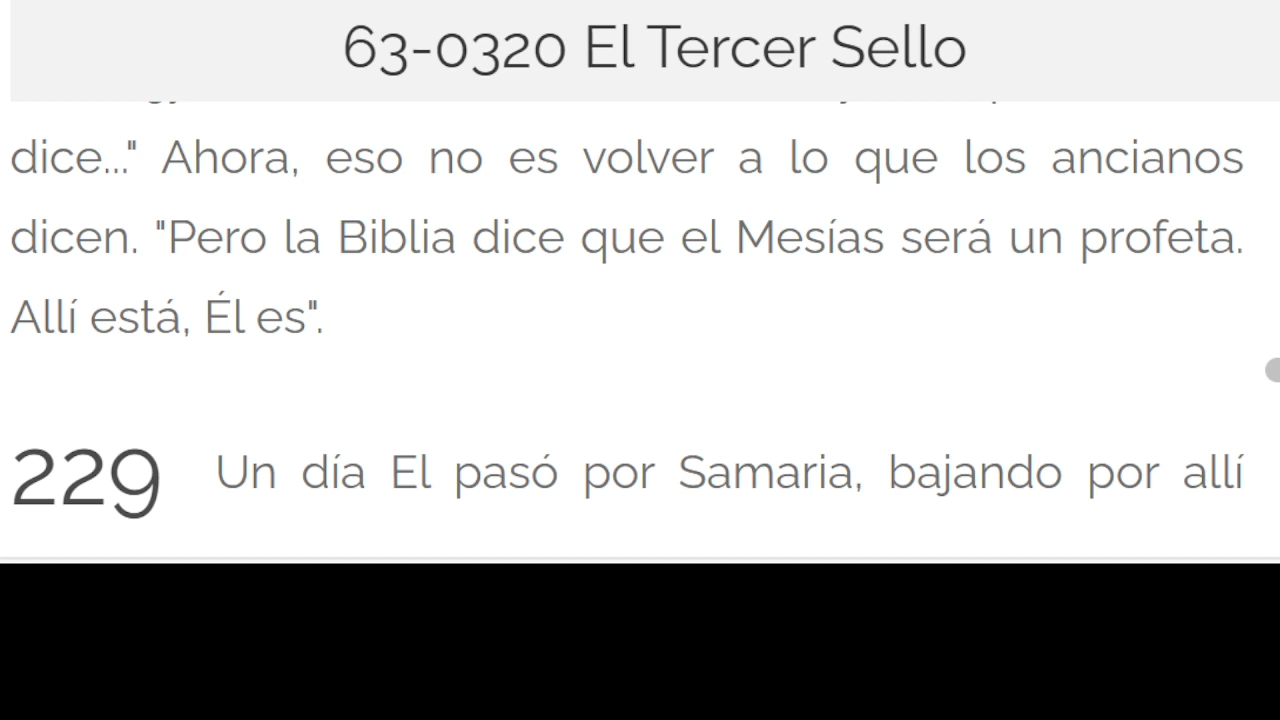 63-0320 El Tercer Sello
dice..." Ahora, eso no es volver a lo que los ancianos
dicen. "Pero la Biblia dice que el Mesías será un profeta.
Allí está, Él es".
229 Un día El pasó por Samaria, bajando por allí